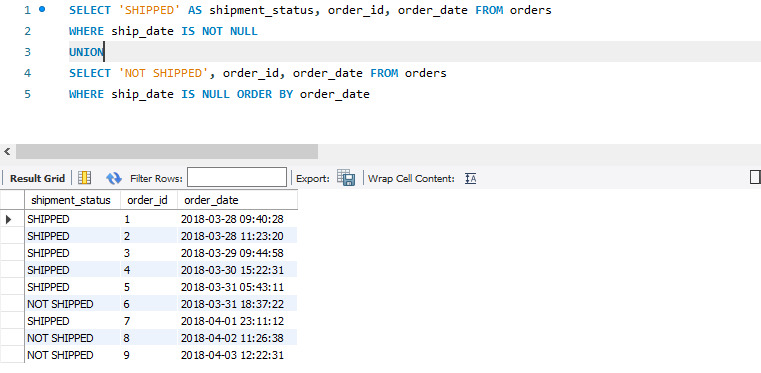 1 SELECT 'SHIPPED' AS shipment_status, order_id, order_date FROM orders
2 WHERE ship_date IS NOT NULL
3 UNION
4 SELECT 'NOT SHIPPED', order_id, order_date FROM orders
5 WHERE ship_date IS NULL ORDER BY order_date
Result Grid Filter Rows: Export: Wrap Cell Content:
shipment_status order_id order_date
SHIPPED 1 2018-03-28 09:40:28
SHIPPED 2 2018-03-28 11:23:20
SHIPPED 3 2018-03-29 09:44:58
SHIPPED 4 2018-03-30 15:22:31
SHIPPED 5 2018-03-31 05:43:11
NOT SHIPPED 6 2018-03-31 18:37:22
SHIPPED 7 2018-04-01 23:11:12
NOT SHIPPED 8 2018-04-02 11:26:38
NOT SHIPPED 9 2018-04-03 12:22:31